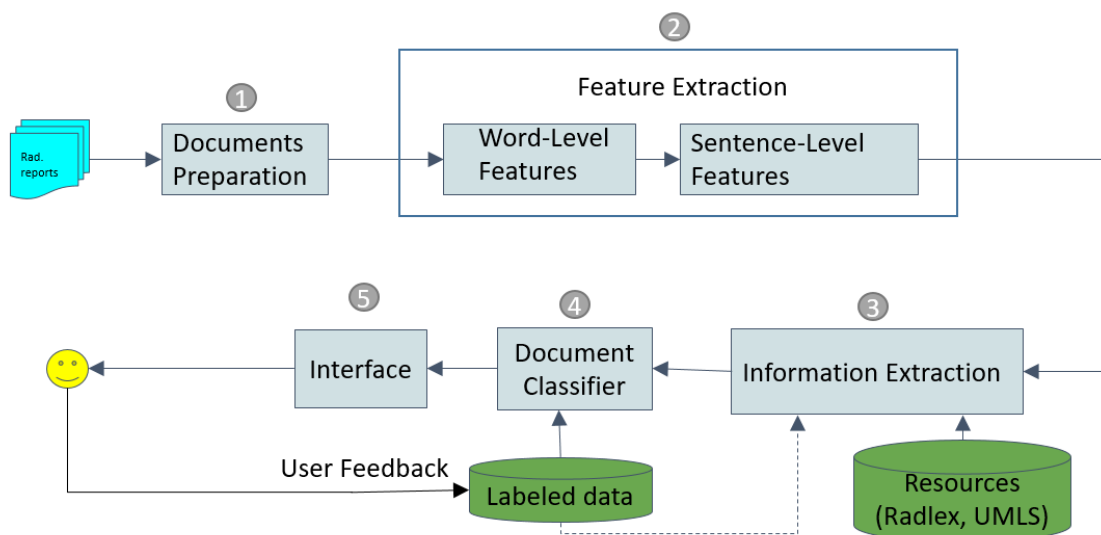 2
Feature Extraction
1
Rad.
reports
Documents
Preparation
Word-Level
Features
Sentence-Level
Features
5
4
3
Interface
Document
Classifier
Information Extraction
User Feedback
Labeled data
Resources
(Radlex, UMLS)